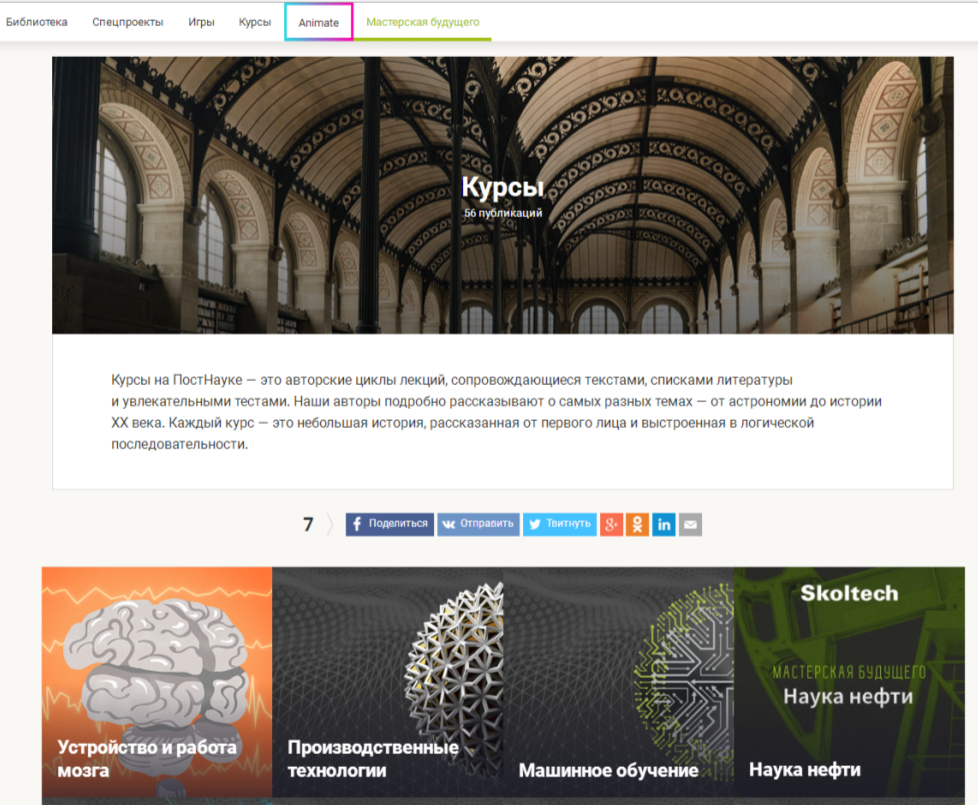 Библиотека Спецпроекты Игры Курсы Animate Мастерская будущего
Курсы
56 публикаций
Курсы на ПостНауке — это авторские циклы лекций, сопровождающиеся текстами, списками литературы
и увлекательными тестами. Наши авторы подробно рассказывают о самых разных темах — от астрономии до истории
XX века. Каждый курс — это небольшая история, рассказанная от первого лица и выстроенная в логической
последовательности.
7 Поделиться Отправить Твитнуть
Устройство и работа
мозга
Производственные
технологии
Машинное обучение
Skoltech
МАСТЕРСКАЯ БУДУЩЕГО
Наука нефти
Наука нефти